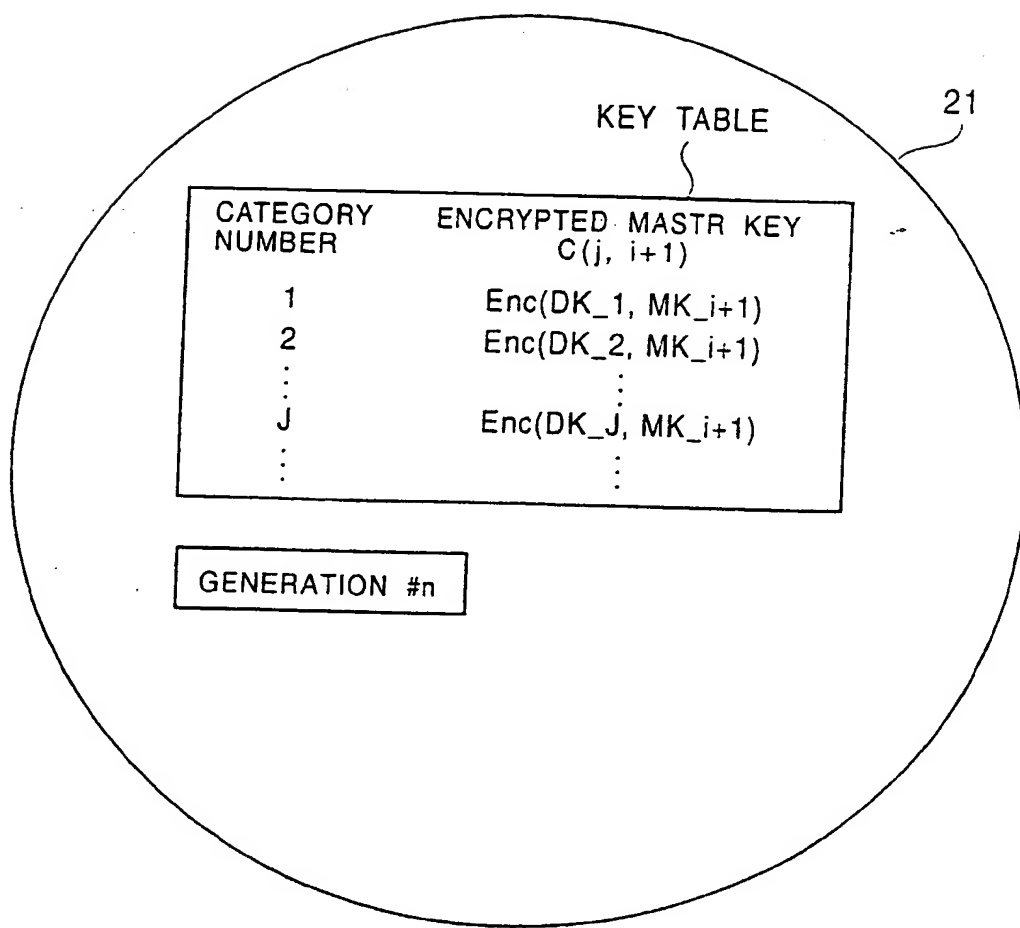 21
KEY TABLE
CATEGORY NUMBER ENCRYPTED MASTR KEY
C(j, i+1)
1 Enc(DK_1, MK_i+1)
2 Enc(DK_2, MK_i+1)
J Enc(DK_J, MK_i+1)
GENERATION #n